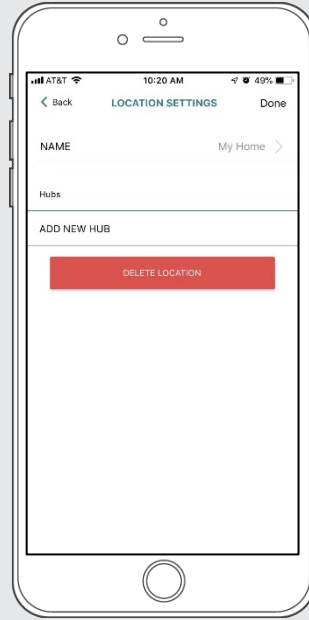 AT&T 10:20 AM 49%
Back LOCATION SETTINGS Done
NAME My Home
Hubs
ADD NEW HUB
DELETE LOCATION